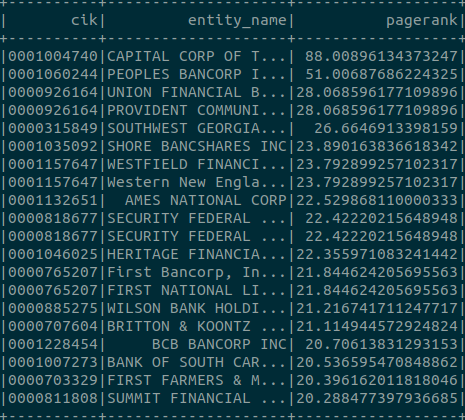 | cik| entity_name| pagerank|
|0001004740|CAPITAL CORP OF T...| 88.00896134373247|
|0001060244|PEOPLES BANCORP I...| 51.00687686224325|
|0000926164|UNION FINANCIAL B...|28.068596177109896|
|0000926164|PROVIDENT COMMUNI...|28.068596177109896|
|0000315849|SOUTHWEST GEORGIA...| 26.6646913398159|
|0001035092|SHORE BANCSHARES INC|23.890163836618342|
|0001157647|WESTFIELD FINANCI...|23.792899257102317|
|0001157647|Western New Engla...|23.792899257102317|
|0001132651| AMES NATIONAL CORP|22.529868110000333|
|0000818677|SECURITY FEDERAL ...| 22.42220215648948|
|0000818677|SECURITY FEDERAL ...| 22.42220215648948|
|0001046025|HERITAGE FINANCIA...|22.355971083241442|
|0000765207|First Bancorp, In...|21.844624205695563|
|0000765207|FIRST NATIONAL LI...|21.844624205695563|
|0000885275|WILSON BANK HOLDI...|21.216741711247717|
|0000707604|BRITTON & KOONTZ ...|21.114944572924824|
|0001228454| BCB BANCORP INC| 20.70613831293153|
|0001007273|BANK OF SOUTH CAR...|20.536595470848862|
|0000703329|FIRST FARMERS & M...|20.396162011818046|
|0000811808|SUMMIT FINANCIAL ...|20.288477397936685|